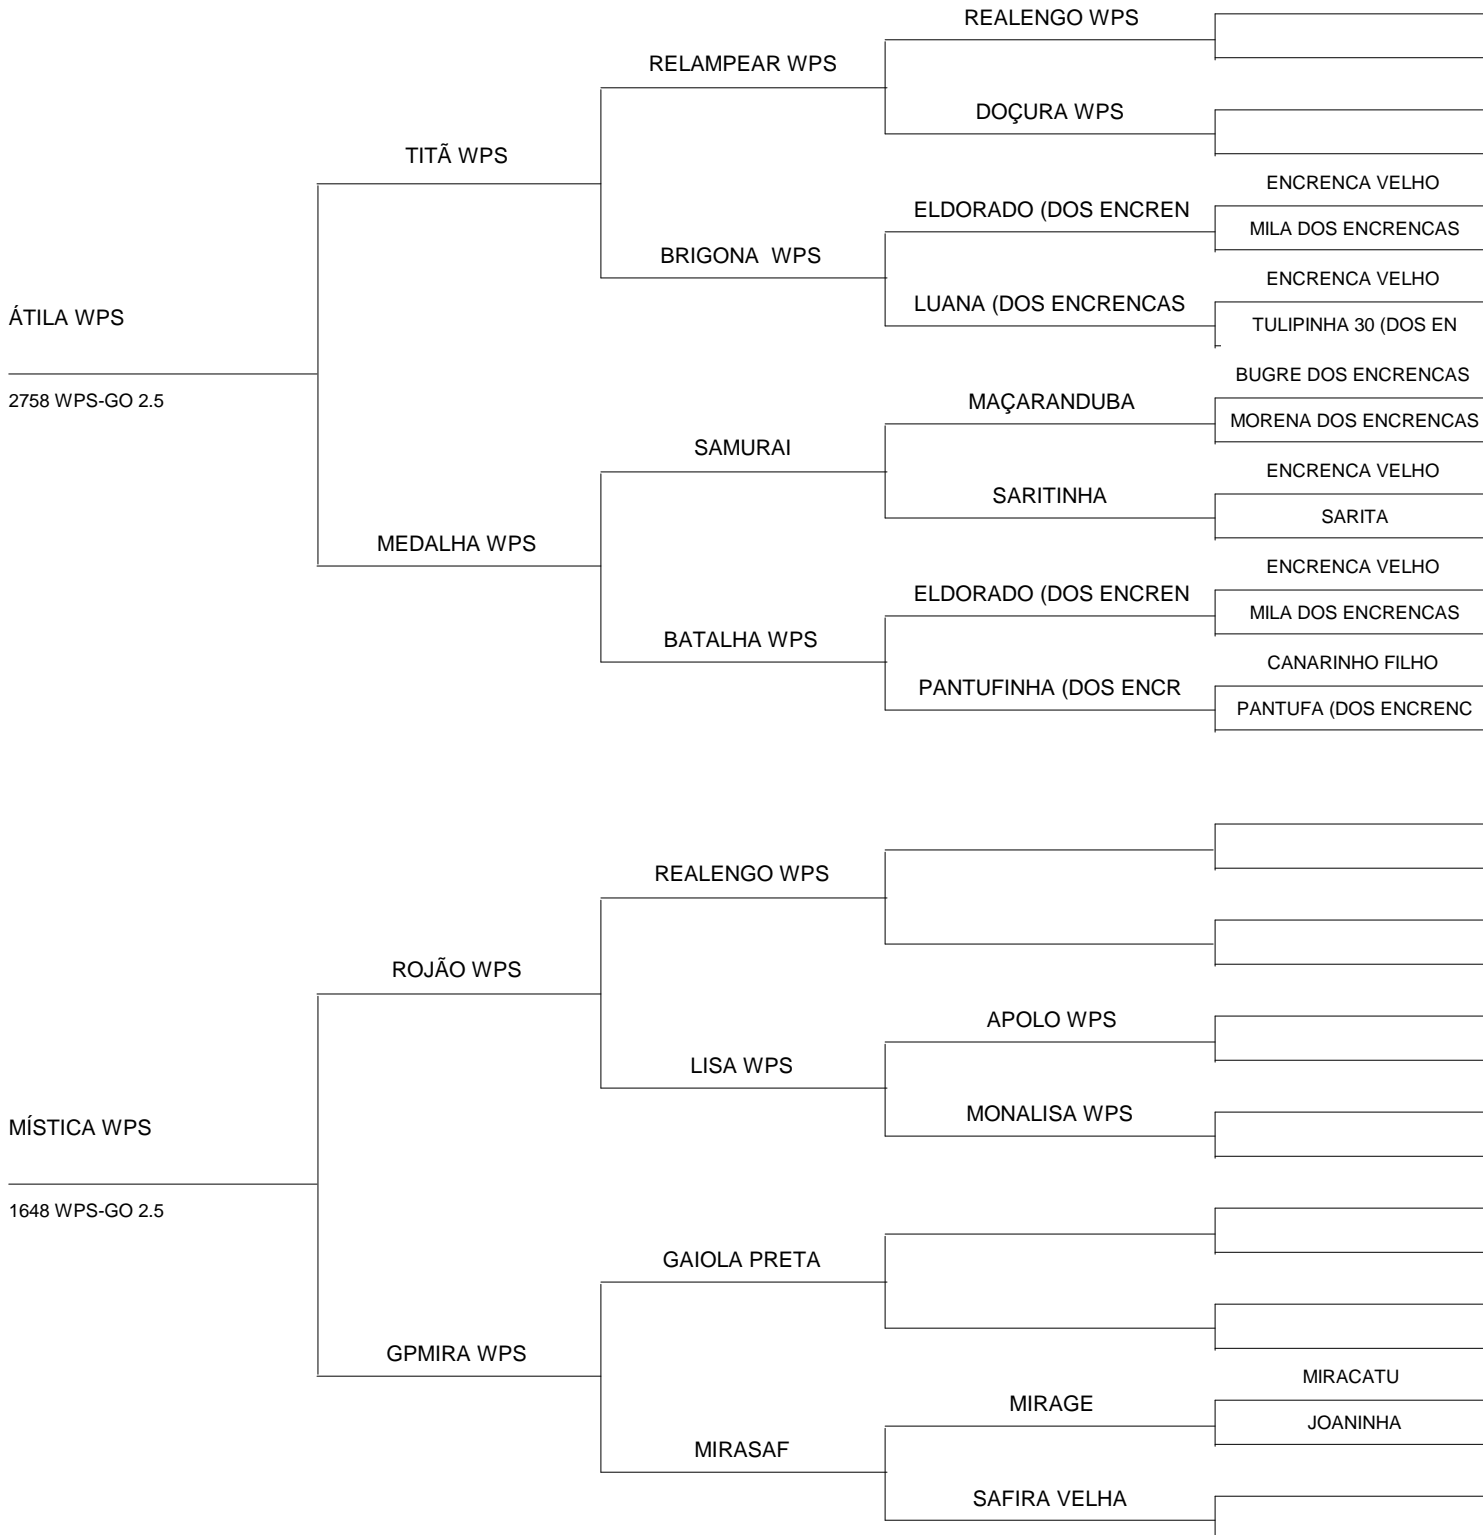 REALENGO WPS
RELAMPEAR WPS
DOÇURA WPS
TITÃ WPS
ENCRENCA VELHO
ELDORADO (DOS ENCREN
MILA DOS ENCRENCAS
BRIGONA  WPS
ENCRENCA VELHO
LUANA (DOS ENCRENCAS
ÁTILA WPS
TULIPINHA 30 (DOS EN
BUGRE DOS ENCRENCAS
2758 WPS-GO 2.5
MAÇARANDUBA
MORENA DOS ENCRENCAS
SAMURAI
ENCRENCA VELHO
SARITINHA
SARITA
MEDALHA WPS
ENCRENCA VELHO
ELDORADO (DOS ENCREN
MILA DOS ENCRENCAS
BATALHA WPS
CANARINHO FILHO
PANTUFINHA (DOS ENCR
PANTUFA (DOS ENCRENC
REALENGO WPS
ROJÃO WPS
APOLO WPS
LISA WPS
MONALISA WPS
MÍSTICA WPS
1648 WPS-GO 2.5
GAIOLA PRETA
GPMIRA WPS
MIRACATU
MIRAGE
JOANINHA
MIRASAF
SAFIRA VELHA